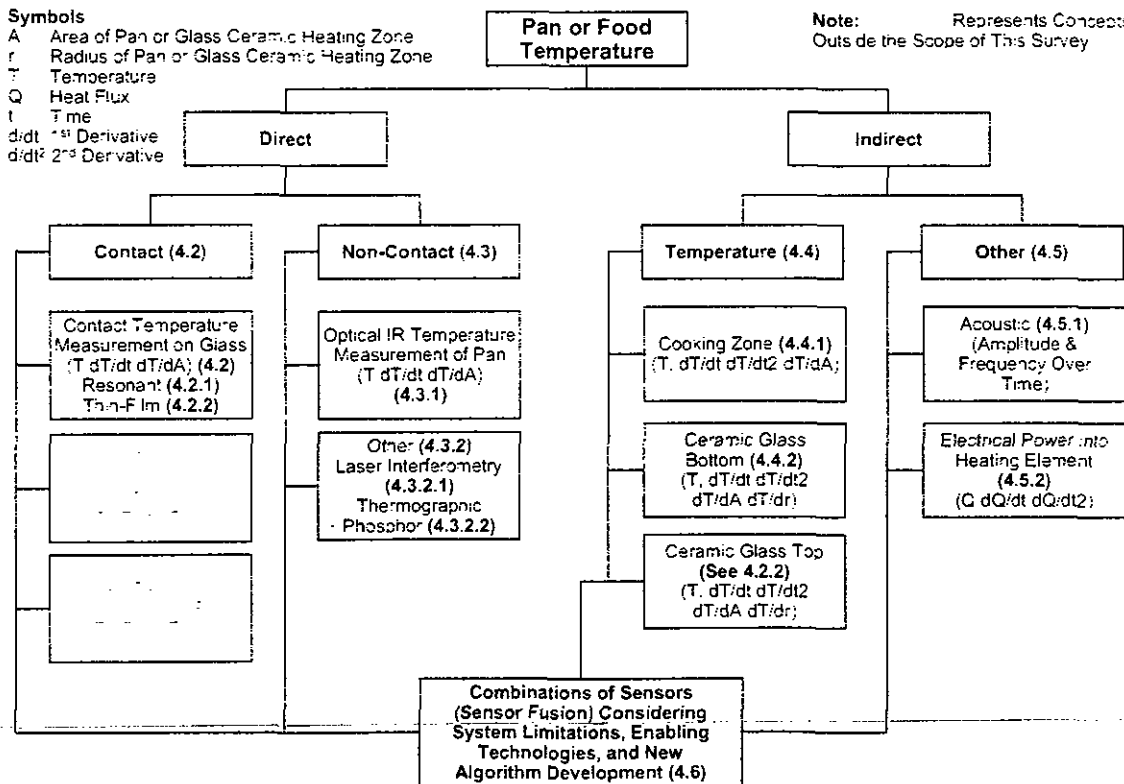 Symbols
A Area of Pan or Glass Ceramic Heating Zone
r Radius of Pan or Glass Ceramic Heating Zone
T Temperature
Q Heat Flux
t Time
d/dt 1st Derivative
d/dt² 2nd Derivative
Pan or Food
Temperature
Note: Represents Concepts
Outside the Scope of This Survey
Direct
Indirect
Contact (4.2)
Non-Contact (4.3)
Temperature (4.4)
Other (4.5)
Contact Temperature
Measurement on Glass
(T dT/dt dT/dA) (4.2)
Resonant (4.2.1)
Thin-Film (4.2.2)
Optical IR Temperature
Measurement of Pan
(T dT/dt dT/dA)
(4.3.1)
Other (4.3.2)
Laser Interferometry
(4.3.2.1)
Thermographic
Phosphor (4.3.2.2)
Cooking Zone (4.4.1)
(T, dT/dt dT/dt2 dT/dA)
Ceramic Glass
Bottom (4.4.2)
(T, dT/dt dT/dt2
dT/dA dT/dr)
Ceramic Glass Top
(See 4.2.2)
(T, dT/dt dT/dt2
dT/dA dT/dr)
Acoustic (4.5.1)
(Amplitude &
Frequency Over
Time)
Electrical Power into
Heating Element
(4.5.2)
(Q dQ/dt dQ/dt2)
Combinations of Sensors
(Sensor Fusion) Considering
System Limitations, Enabling
Technologies, and New
Algorithm Development (4.6)